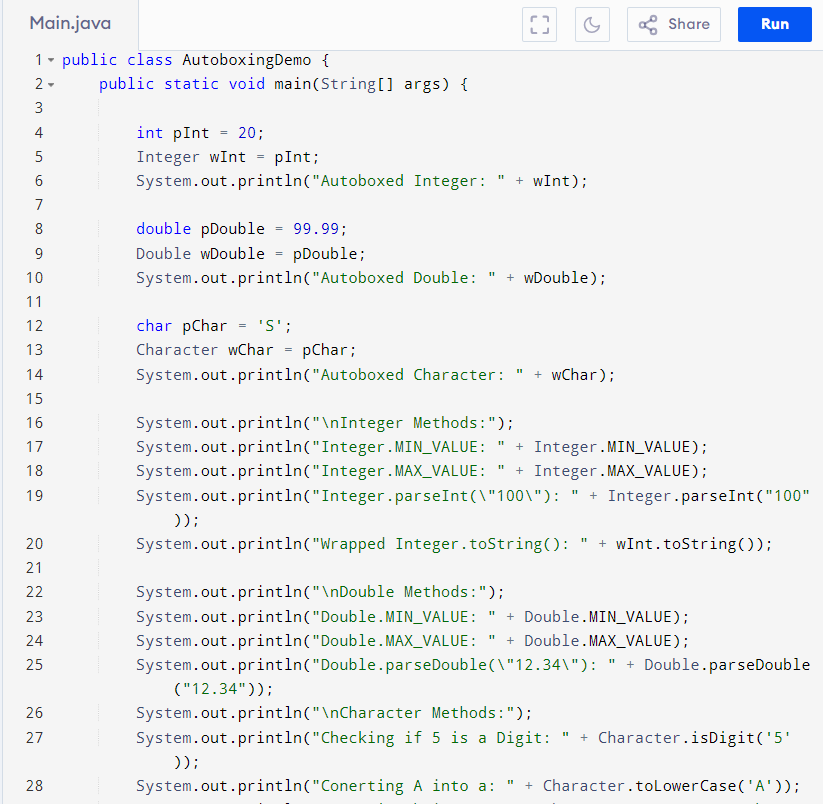 Main.java
Share
Run
1 public class AutoboxingDemo {
2 public static void main(String[] args) {
3
4 int pInt = 20;
5 Integer wInt = pInt;
6 System.out.println("Autoboxed Integer: " + wInt);
7
8 double pDouble = 99.99;
9 Double wDouble = pDouble;
10 System.out.println("Autoboxed Double: " + wDouble);
11
12 char pChar = 'S';
13 Character wChar = pChar;
14 System.out.println("Autoboxed Character: " + wChar);
15
16 System.out.println("\nInteger Methods:");
17 System.out.println("Integer.MIN_VALUE: " + Integer.MIN_VALUE);
18 System.out.println("Integer.MAX_VALUE: " + Integer.MAX_VALUE);
19 System.out.println("Integer.parseInt(\"100\"): " + Integer.parseInt("100"
));
20 System.out.println("Wrapped Integer.toString(): " + wInt.toString());
21
22 System.out.println("\nDouble Methods:");
23 System.out.println("Double.MIN_VALUE: " + Double.MIN_VALUE);
24 System.out.println("Double.MAX_VALUE: " + Double.MAX_VALUE);
25 System.out.println("Double.parseDouble(\"12.34\"): " + Double.parseDouble
("12.34"));
26 System.out.println("\nCharacter Methods:");
27 System.out.println("Checking if 5 is a Digit: " + Character.isDigit('5'
));
28 System.out.println("Conerting A into a: " + Character.toLowerCase('A'));